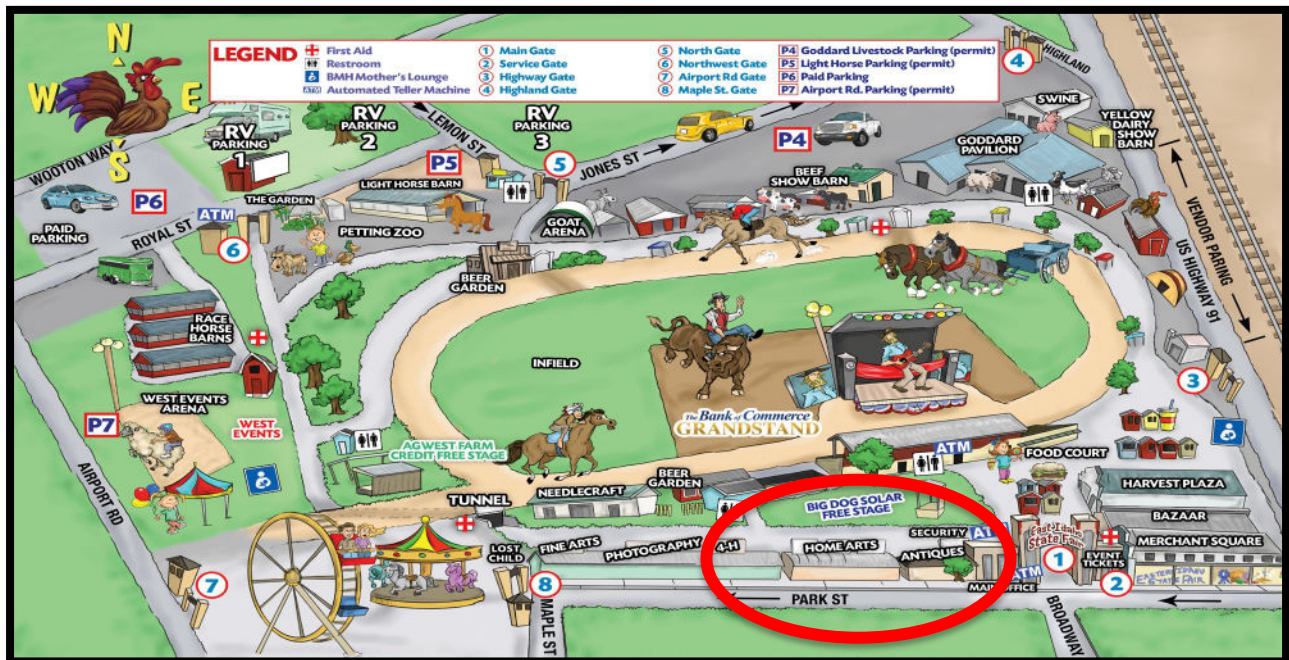 N
W
E
S
LEGEND
First Aid
Restroom
BMH Mother's Lounge
ATM Automated Teller Machine
1 Main Gate
2 Service Gate
3 Highway Gate
4 Highland Gate
5 North Gate
6 Northwest Gate
7 Airport Rd Gate
8 Maple St. Gate
P4 Goddard Livestock Parking (permit)
P5 Light Horse Parking (permit)
P6 Paid Parking
P7 Airport Rd. Parking (permit)
4
HIGHLAND
SWINE
YELLOW
DAIRY
SHOW
BARN
GODDARD
PAVILION
RV
PARKING
1
RV
PARKING
2
LEMON ST
RV
PARKING
3
P4
WOOTON WAY
P5
5
JONES ST
LIGHT HORSE BARN
BEEF
SHOW BARN
P6
ATM
THE GARDEN
PAID
PARKING
ROYAL ST
6
PETTING ZOO
GOAT
ARENA
VENDOR PARING
US HIGHWAY 91
BEER
GARDEN
RACE
HORSE
BARNS
INFIELD
3
WEST EVENTS
ARENA
P7
WEST
EVENTS
The Bank of Commerce
GRANDSTAND
AGWEST FARM
CREDIT FREE STAGE
ATM
FOOD COURT
AIRPORT RD
TUNNEL
NEEDLECRAFT
BEER
GARDEN
HARVEST PLAZA
BIG DOG SOLAR
FREE STAGE
BAZAAR
SECURITY
ATM
East Idaho
State Fair
MERCHANT SQUARE
LOST
CHILD
FINE ARTS
PHOTOGRAPHY
4-H
HOME ARTS
ANTIQUES
1
EVENT
TICKETS
7
8
ATM
2
EASTERN IDAHO
STATE FAIR
MAIN OFFICE
MAPLE ST
PARK ST
BROADWAY